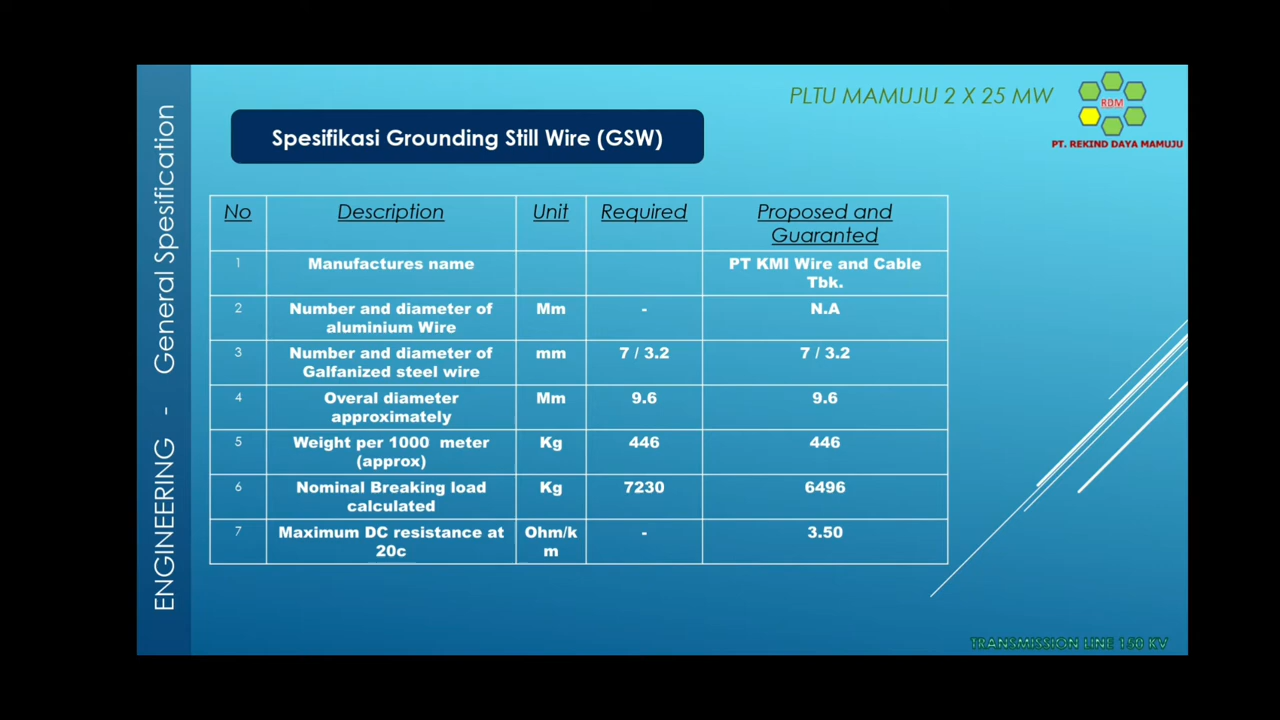 PLTU MAMUJU 2 X 25 MW
RDM
PT. REKIND DAYA MAMUJU
ENGINEERING - General Spesification
Spesifikasi Grounding Still Wire (GSW)
No Description Unit Required Proposed and
Guaranted
1 Manufactures name PT KMI Wire and Cable
Tbk.
2 Number and diameter of Mm - N.A
aluminium Wire
3 Number and diameter of mm 7 / 3.2 7 / 3.2
Galfanized steel wire
4 Overal diameter Mm 9.6 9.6
approximately
5 Weight per 1000 meter Kg 446 446
(approx)
6 Nominal Breaking load Kg 7230 6496
calculated
7 Maximum DC resistance at Ohm/k - 3.50
20c m
TRANSMISSION LINE 150 KV